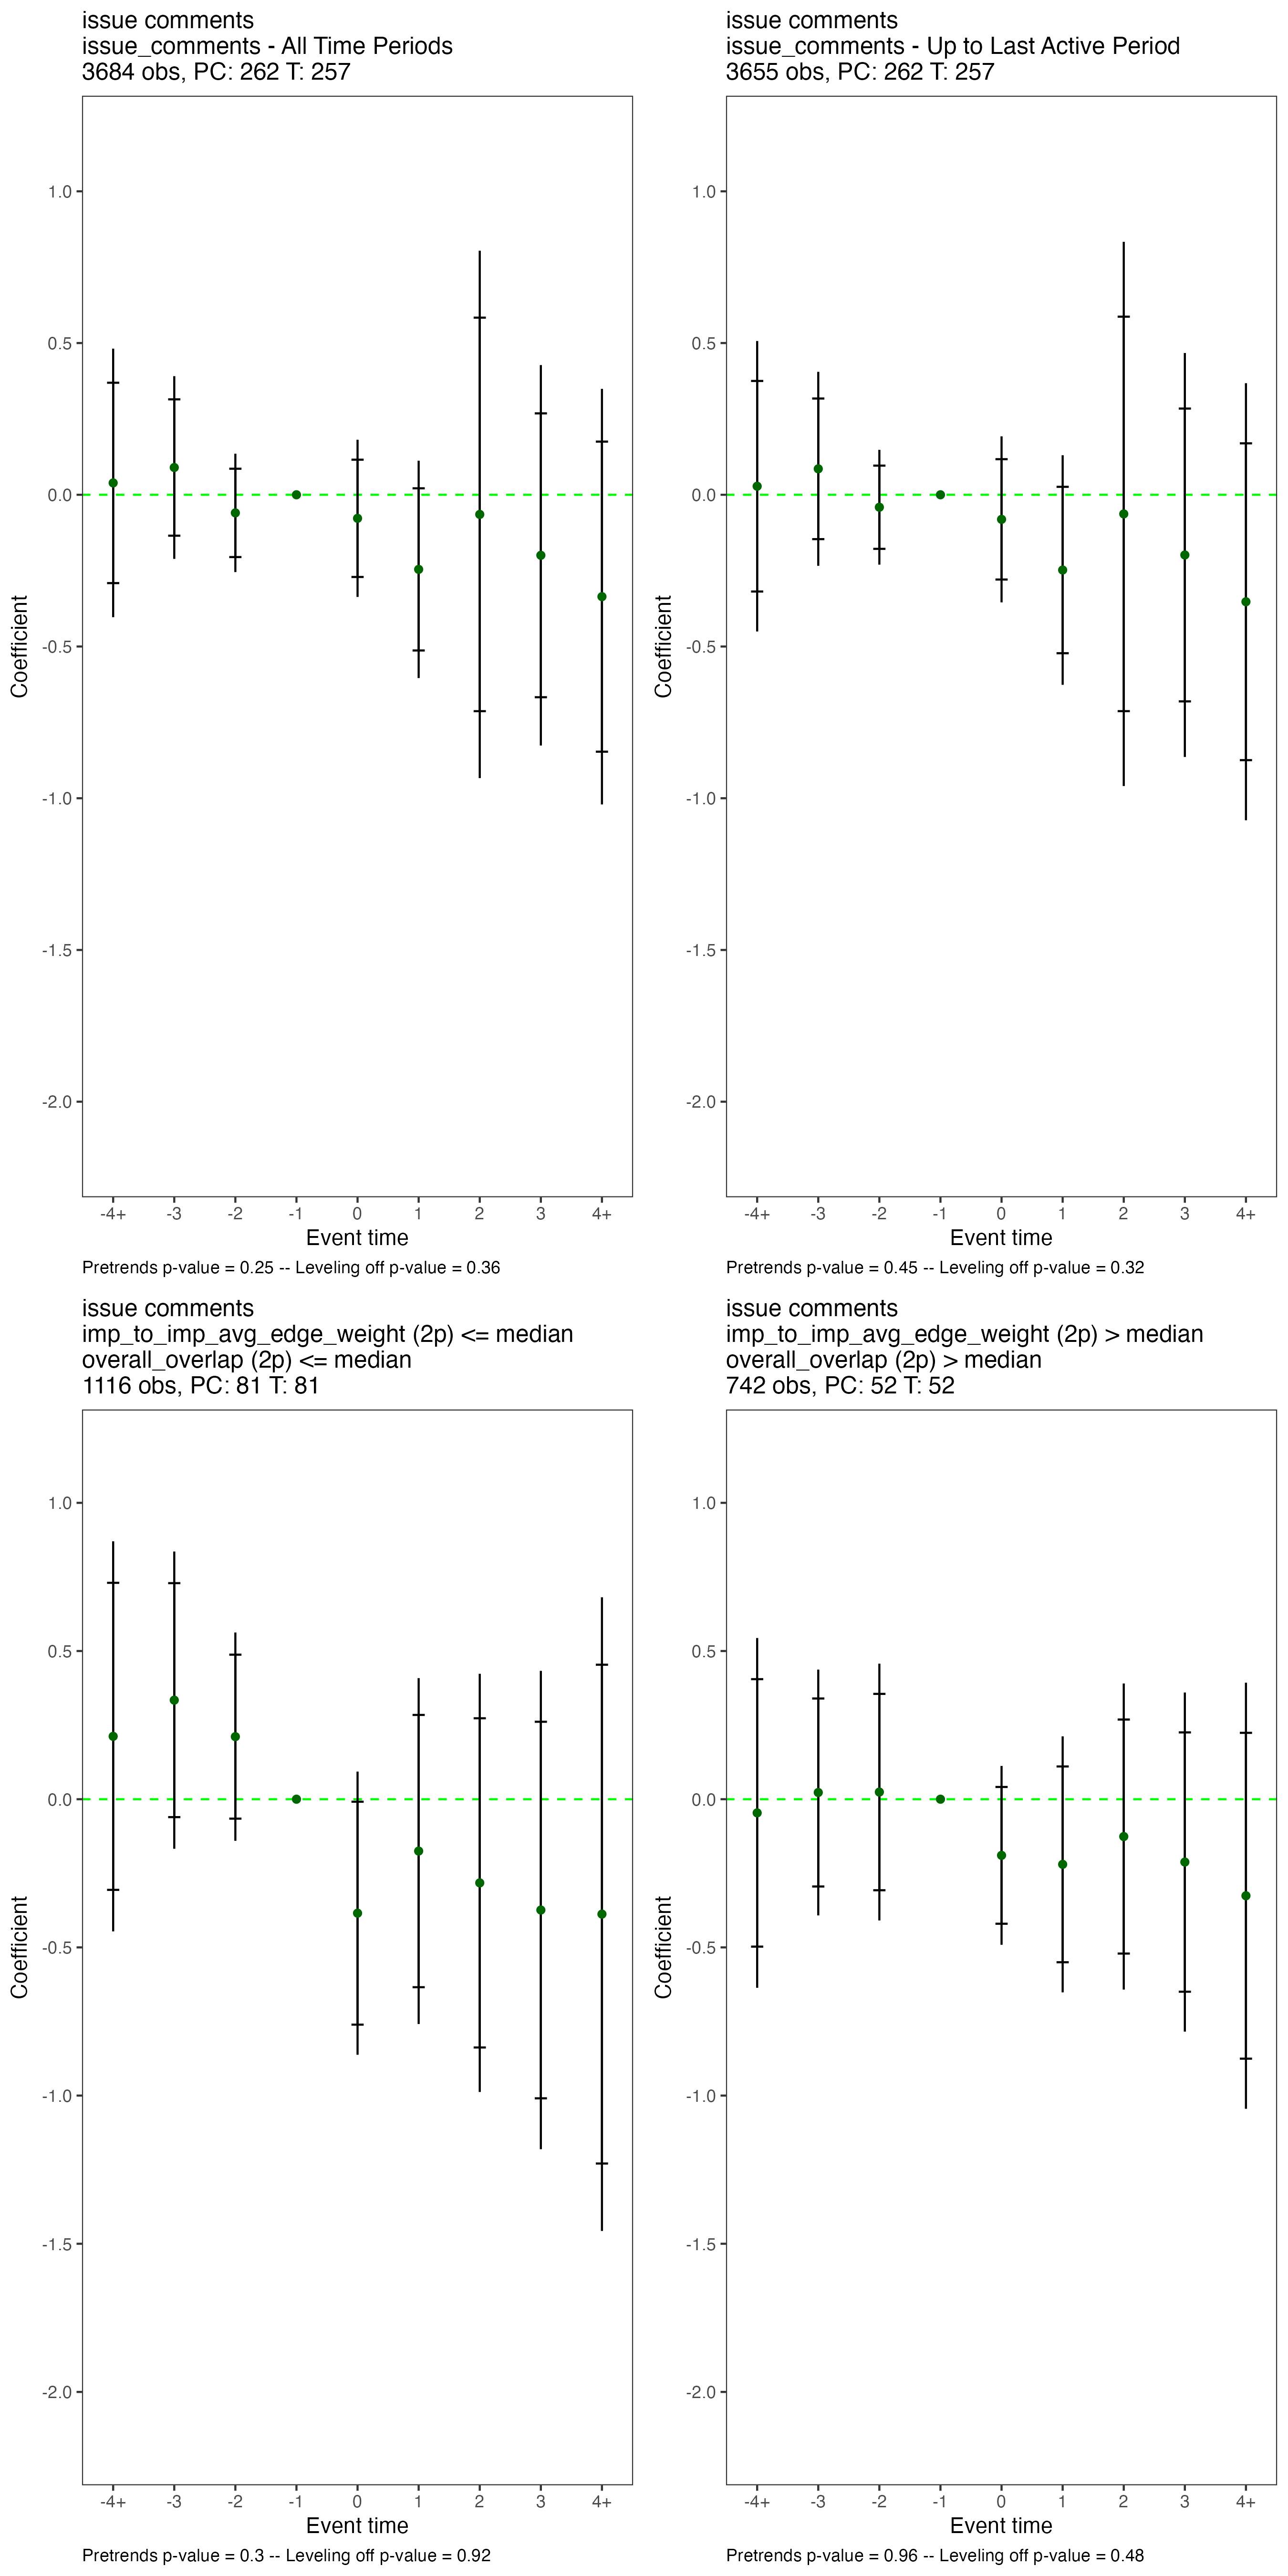 issue comments
issue_comments - All Time Periods
3684 obs, PC: 262 T: 257
1.0
0.5
0.0
-0.5
-1.0
-1.5
-2.0
Coefficient
-4+ -3 -2 -1 0 1 2 3 4+
Event time
Pretrends p-value = 0.25 -- Leveling off p-value = 0.36
issue comments
issue_comments - Up to Last Active Period
3655 obs, PC: 262 T: 257
1.0
0.5
0.0
-0.5
-1.0
-1.5
-2.0
Coefficient
-4+ -3 -2 -1 0 1 2 3 4+
Event time
Pretrends p-value = 0.45 -- Leveling off p-value = 0.32
issue comments
imp_to_imp_avg_edge_weight (2p) <= median
overall_overlap (2p) <= median
1116 obs, PC: 81 T: 81
1.0
0.5
0.0
-0.5
-1.0
-1.5
-2.0
Coefficient
-4+ -3 -2 -1 0 1 2 3 4+
Event time
Pretrends p-value = 0.3 -- Leveling off p-value = 0.92
issue comments
imp_to_imp_avg_edge_weight (2p) > median
overall_overlap (2p) > median
742 obs, PC: 52 T: 52
1.0
0.5
0.0
-0.5
-1.0
-1.5
-2.0
Coefficient
-4+ -3 -2 -1 0 1 2 3 4+
Event time
Pretrends p-value = 0.96 -- Leveling off p-value = 0.48